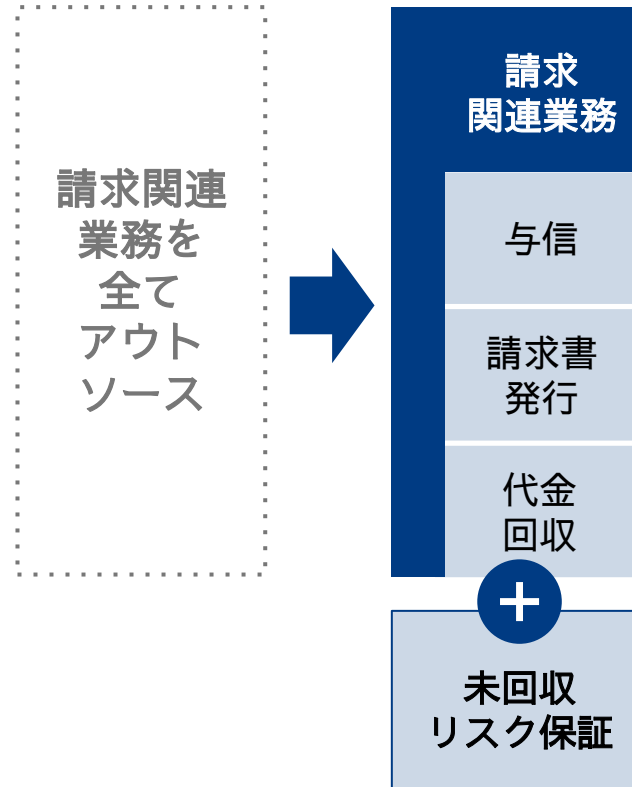 請求関連
業務を
全て
アウト
ソース
請求
関連業務
与信
請求書
発行
代金
回収
+
未回収
リスク保証